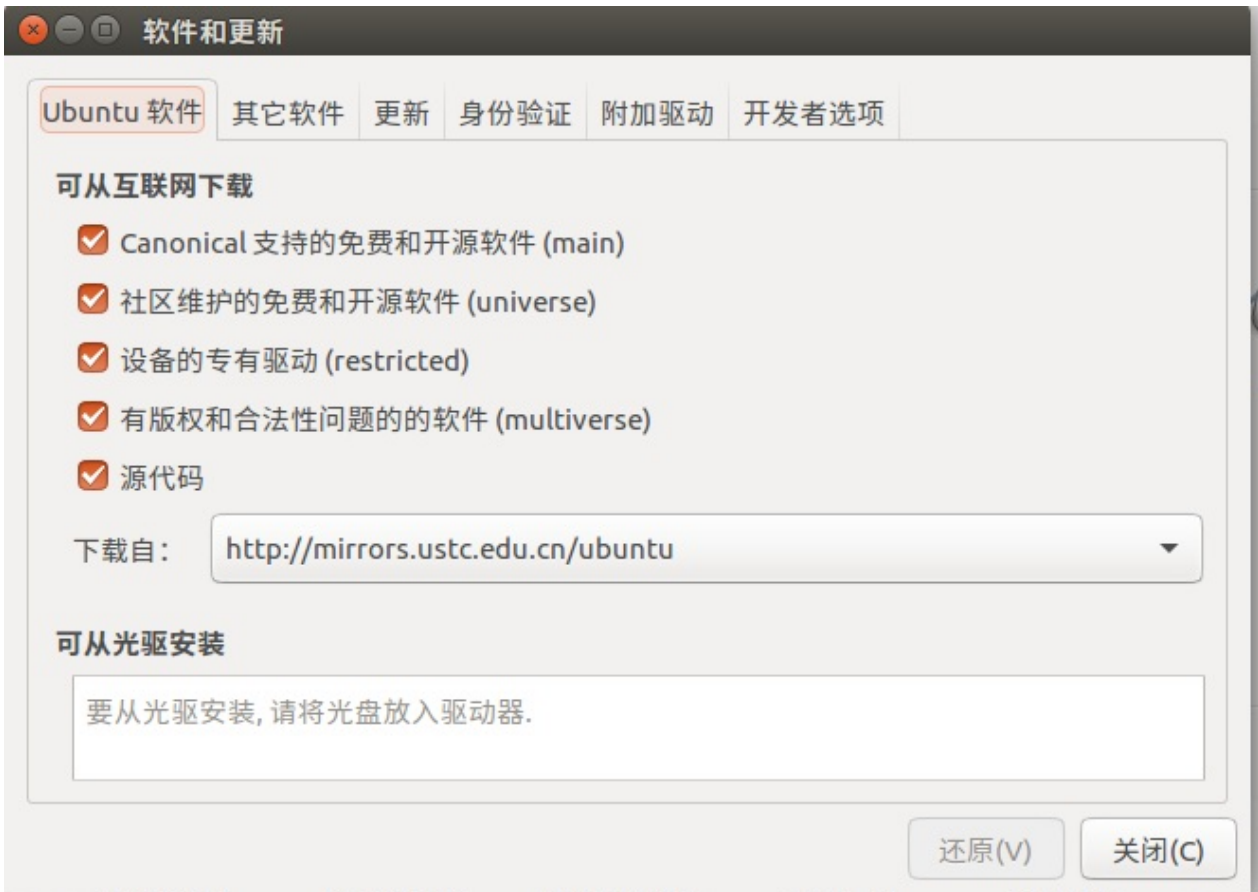 软件和更新
Ubuntu 软件 其它软件 更新 身份验证 附加驱动 开发者选项
可从互联网下载
Canonical 支持的免费和开源软件 (main)
社区维护的免费和开源软件 (universe)
设备的专有驱动 (restricted)
有版权和合法性问题的的软件 (multiverse)
源代码
下载自： http://mirrors.ustc.edu.cn/ubuntu
可从光驱安装
要从光驱安装, 请将光盘放入驱动器.
还原(V) 关闭(C)